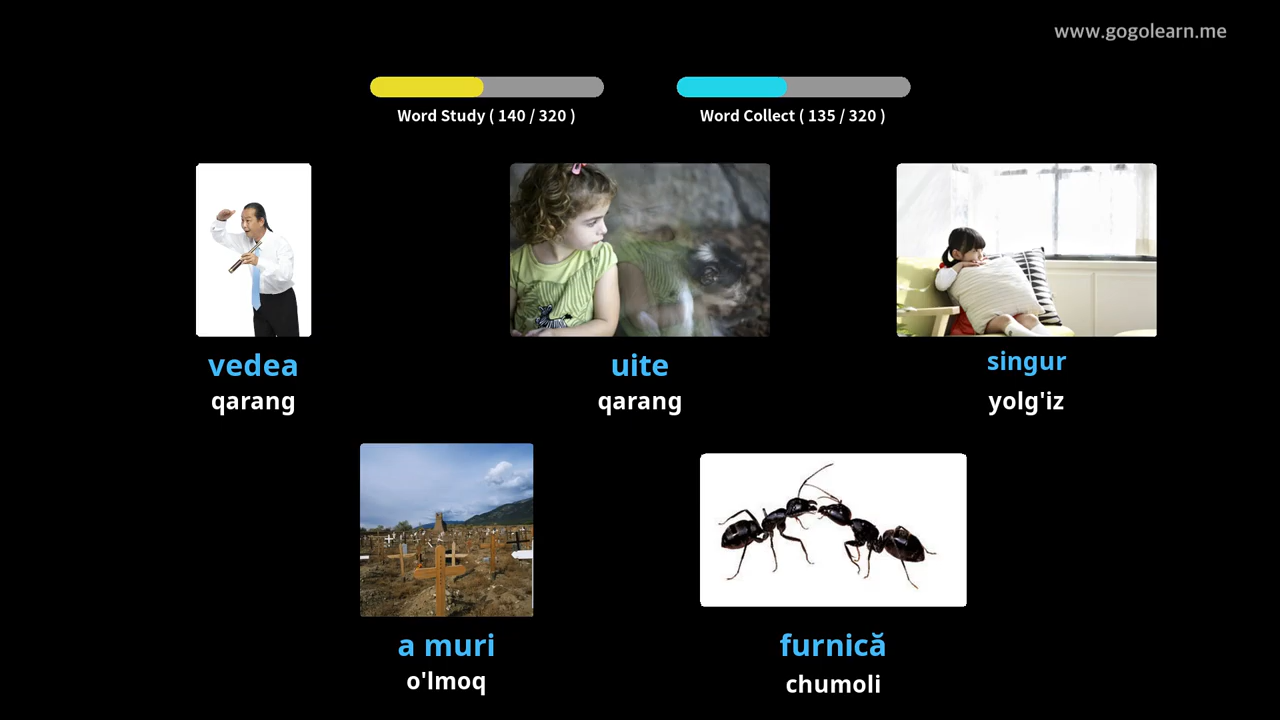 www.gogolearn.me
Word Study ( 140 / 320 )
Word Collect ( 135 / 320 )
vedea
qarang
uite
qarang
singur
yolg'iz
a muri
o'lmoq
furnică
chumoli